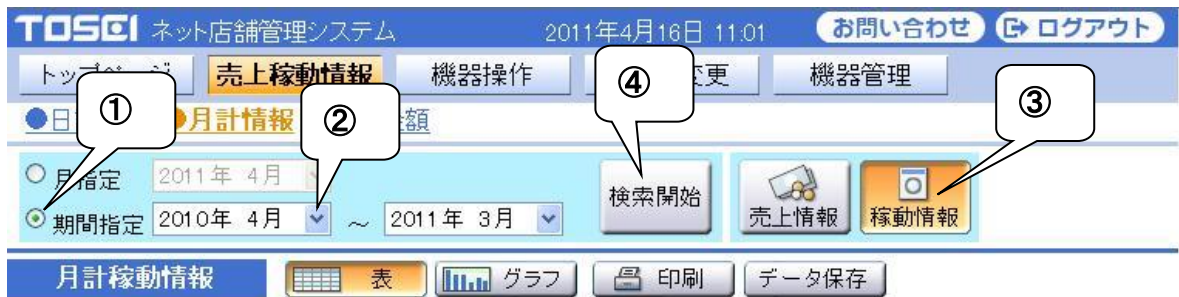 TOSEI ネット店舗管理システム 2011年4月16日 11:01 お問い合わせ ログアウト
トップページ 売上稼動情報 機器操作 変更 機器管理
●日 ●月計情報 額
① ② ④ ③
月指定 2011年 4月
期間指定 2010年 4月 ～ 2011年 3月 検索開始 売上情報 稼動情報
月計稼動情報 表 グラフ 印刷 データ保存